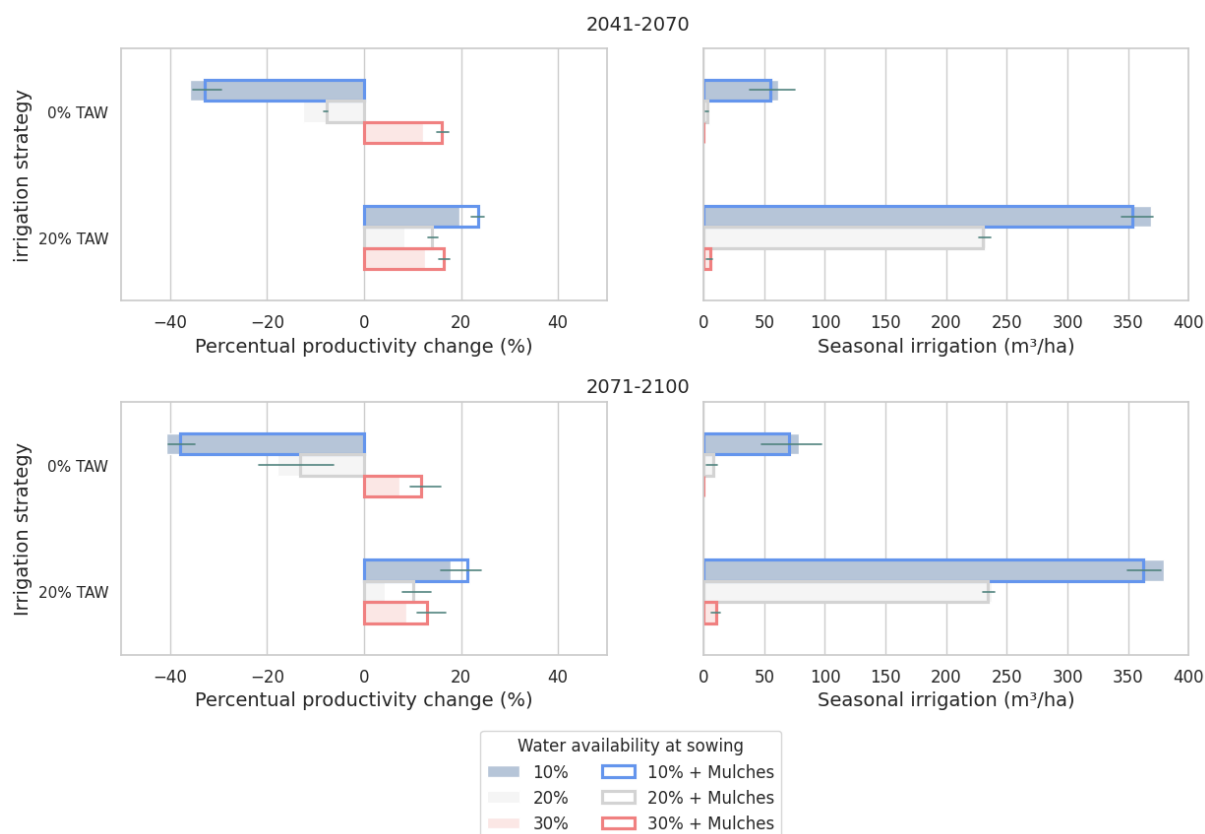 2041-2070
irrigation strategy
0% TAW
20% TAW
−40 −20 0 20 40
Percentual productivity change (%)
0 50 100 150 200 250 300 350 400
Seasonal irrigation (m³/ha)
2071-2100
Irrigation strategy
0% TAW
20% TAW
−40 −20 0 20 40
Percentual productivity change (%)
0 50 100 150 200 250 300 350 400
Seasonal irrigation (m³/ha)
Water availability at sowing
10% 10% + Mulches
20% 20% + Mulches
30% 30% + Mulches